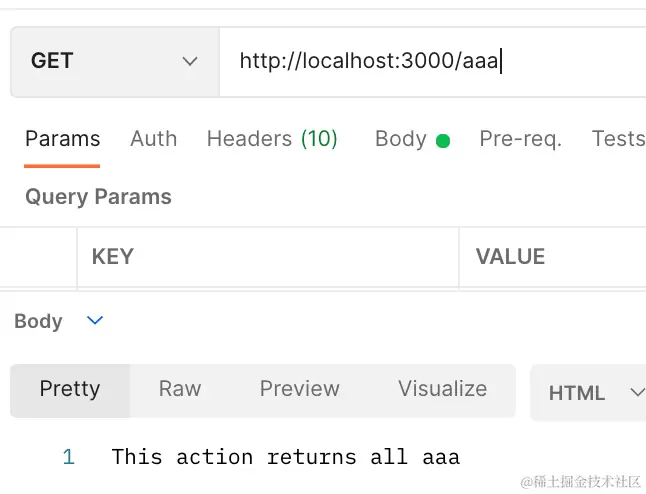 GET http://localhost:3000/aaa
Params Auth Headers (10) Body Pre-req. Tests
Query Params
KEY VALUE
Body
Pretty Raw Preview Visualize HTML
1 This action returns all aaa
@稀土掘金技术社区